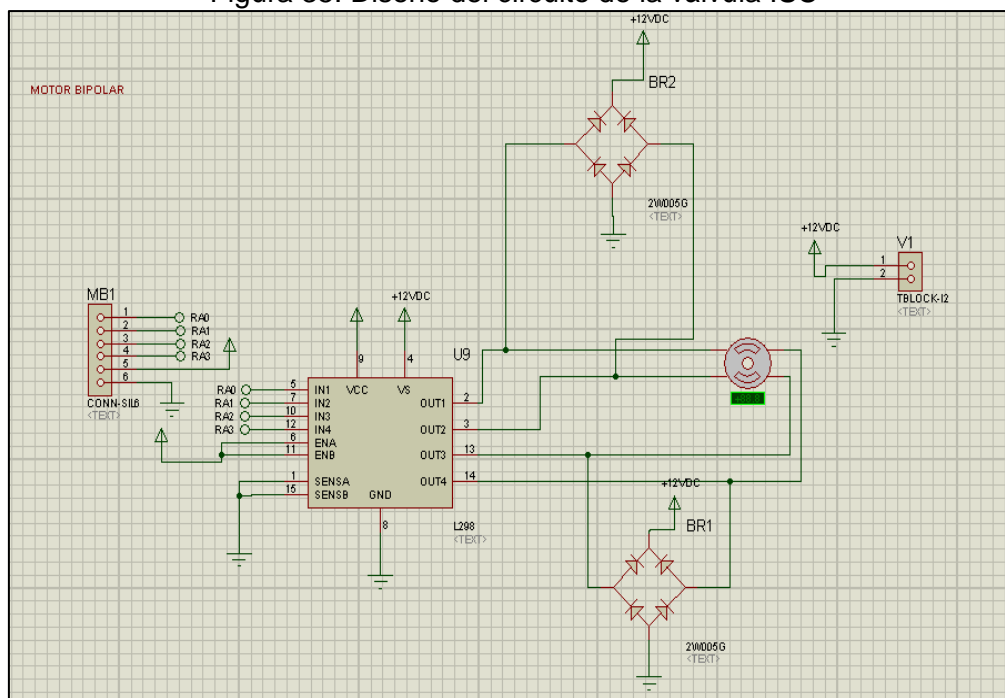 Figura 88. Diseño del circuito de la válvula ISC
+12VDC
MOTOR BIPOLAR
BR2
2W005G
<TEXT>
+12VDC
V1
1
2
TBLOCK-I2
<TEXT>
MB1
1
2
3
4
5
6
RA0
RA1
RA2
RA3
CONN-SIL6
<TEXT>
+12VDC
9
4
U9
VCC
VS
RA0
RA1
RA2
RA3
5
7
10
12
6
11
1
15
IN1
IN2
IN3
IN4
ENA
ENB
SENSA
SENSB
GND
OUT1
OUT2
OUT3
OUT4
2
3
13
14
8
L298
<TEXT>
+12VDC
BR1
2W005G
<TEXT>